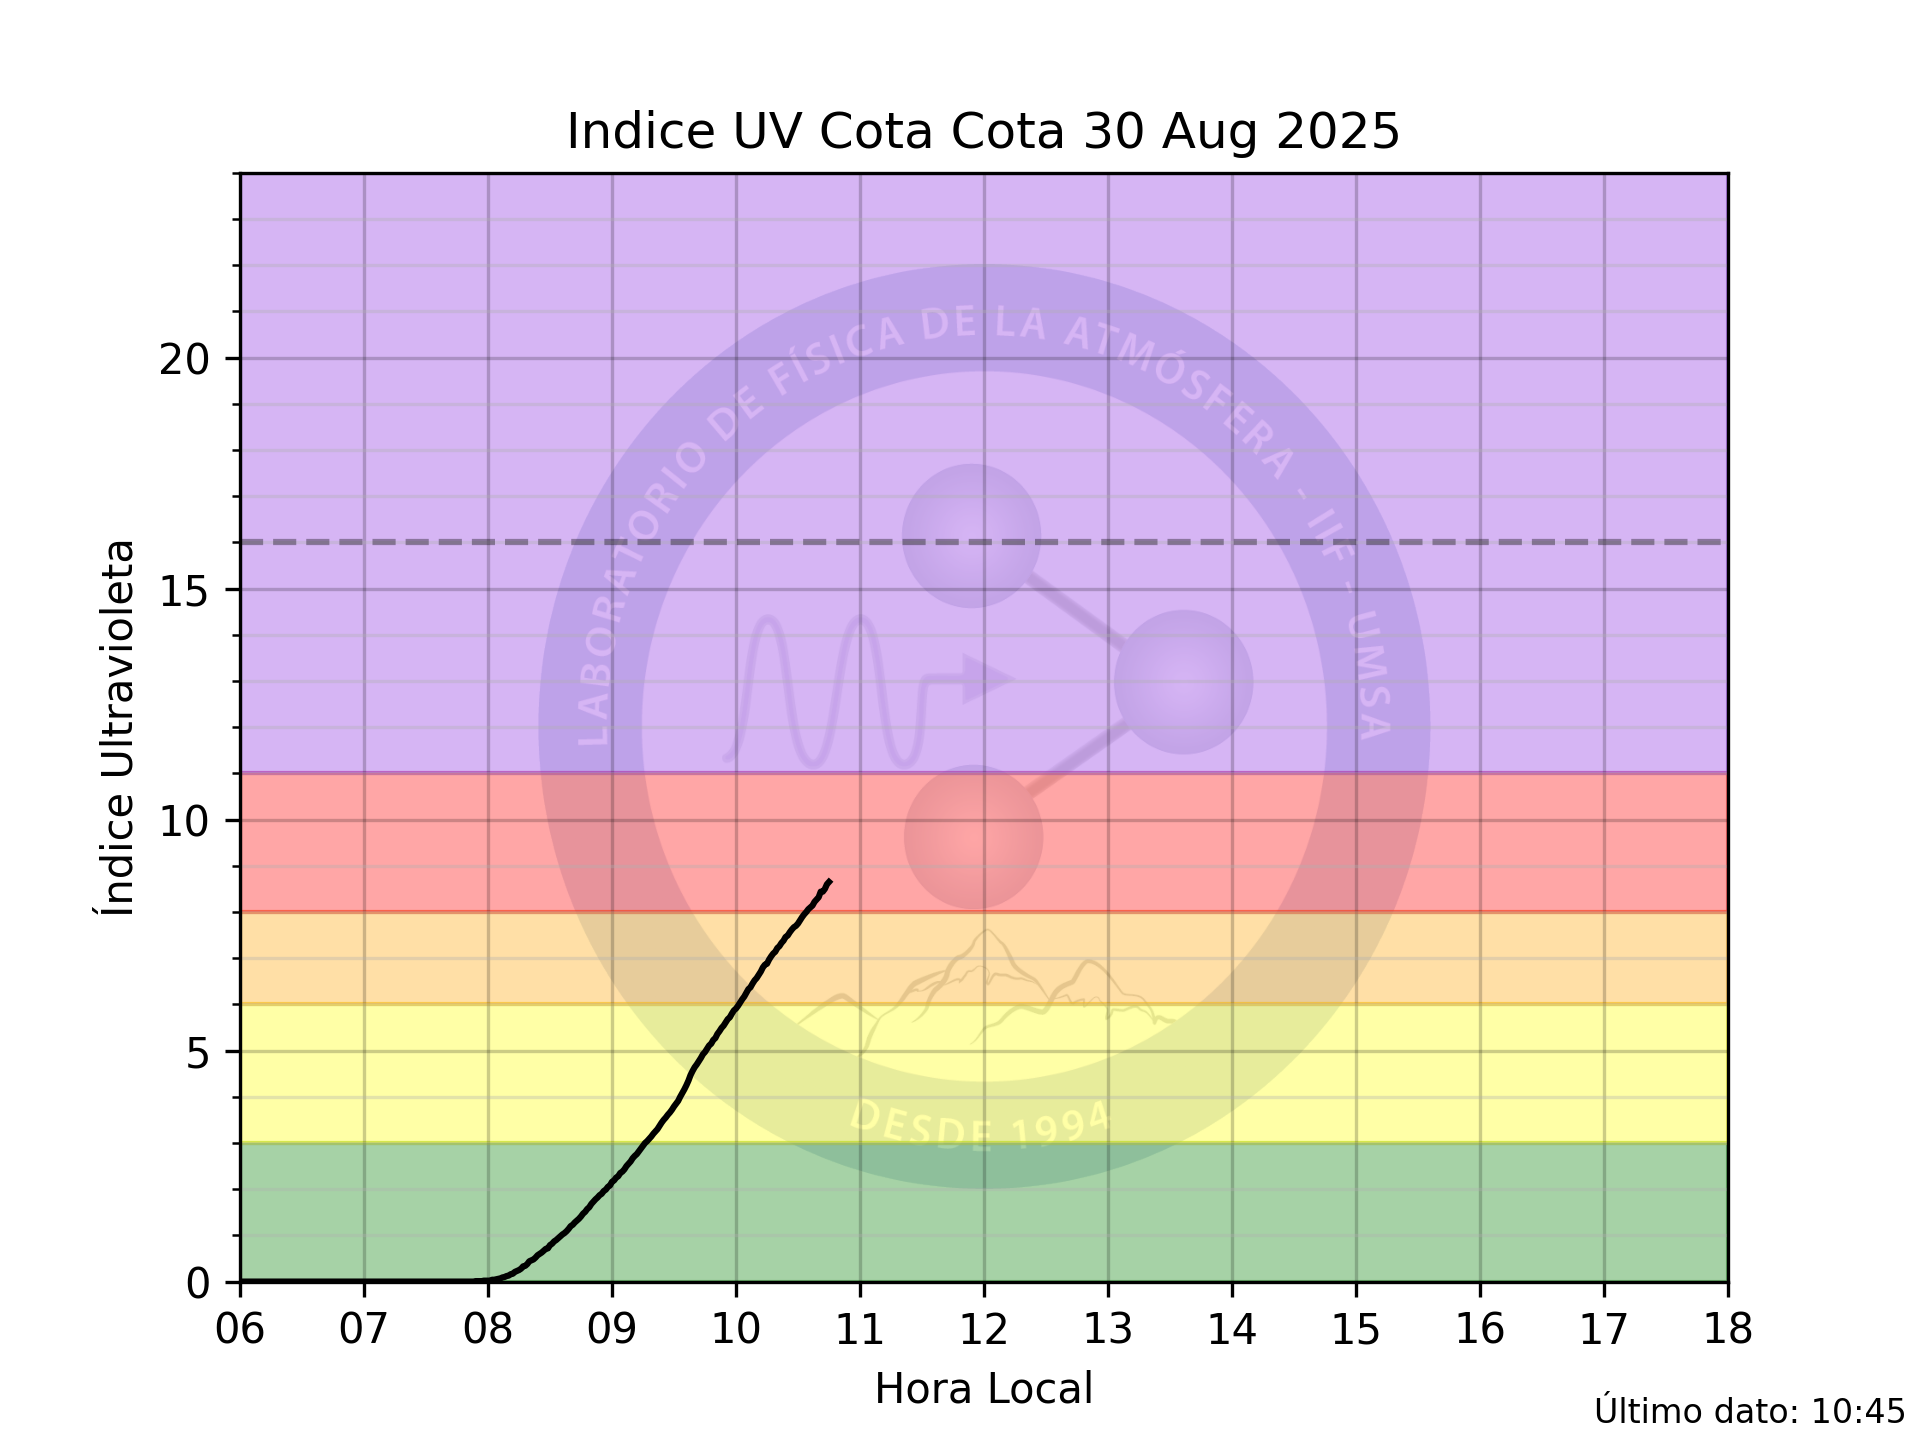 Indice UV Cota Cota 30 Aug 2025
LABORATORIO DE FÍSICA DE LA ATMÓSFERA - IIF - UMSA
DESDE 1994
Índice Ultravioleta
20
15
10
5
0
06 07 08 09 10 11 12 13 14 15 16 17 18
Hora Local
Último dato: 10:45